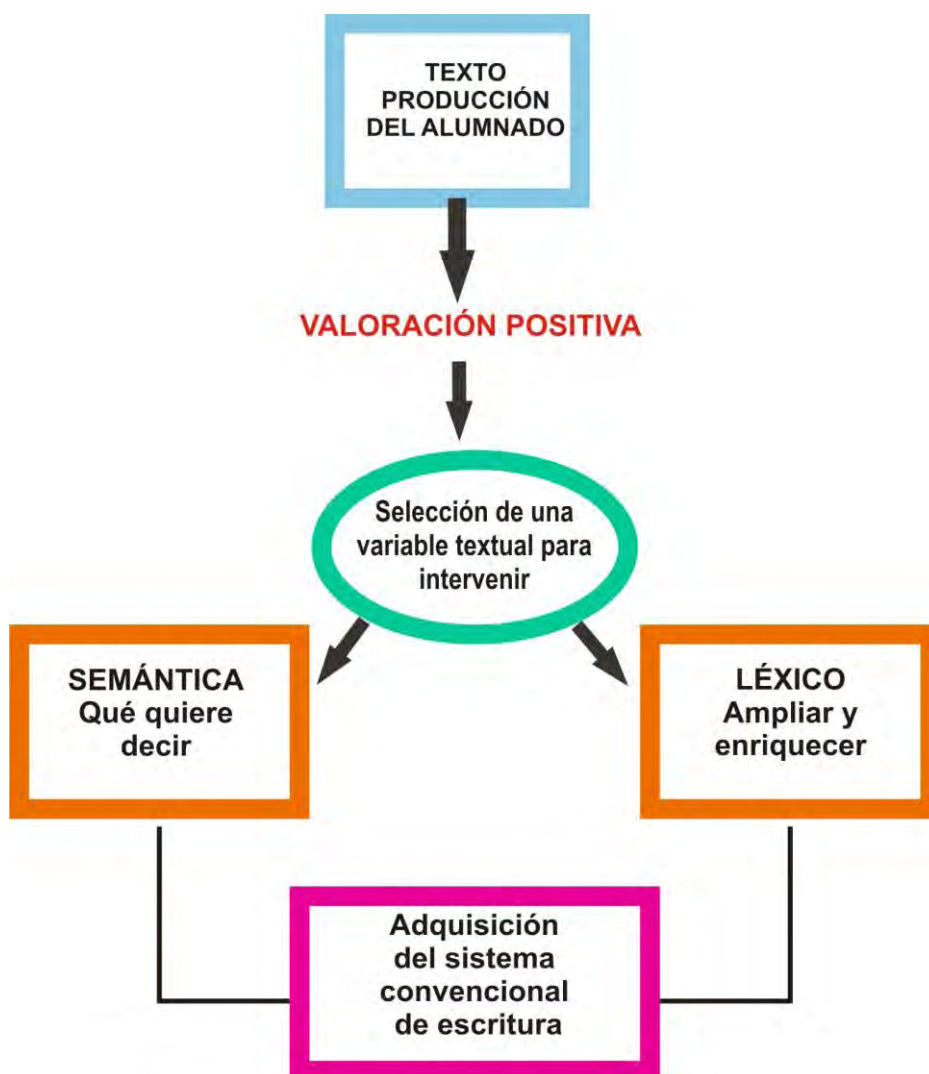 TEXTO
PRODUCCIÓN
DEL ALUMNADO
VALORACIÓN POSITIVA
Selección de una
variable textual para
intervenir
SEMÁNTICA
Qué quiere
decir
LÉXICO
Ampliar y
enriquecer
Adquisición
del sistema
convencional
de escritura